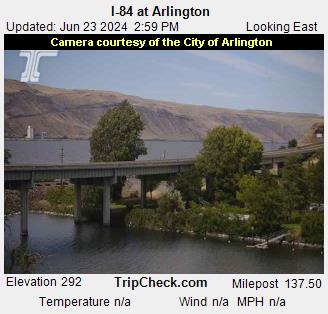 I-84 at Arlington
Updated: Jun 23 2024 2:59 PM Looking East
Camera courtesy of the City of Arlington
Elevation 292 TripCheck.com Milepost 137.50
Temperature n/a Wind n/a MPH n/a